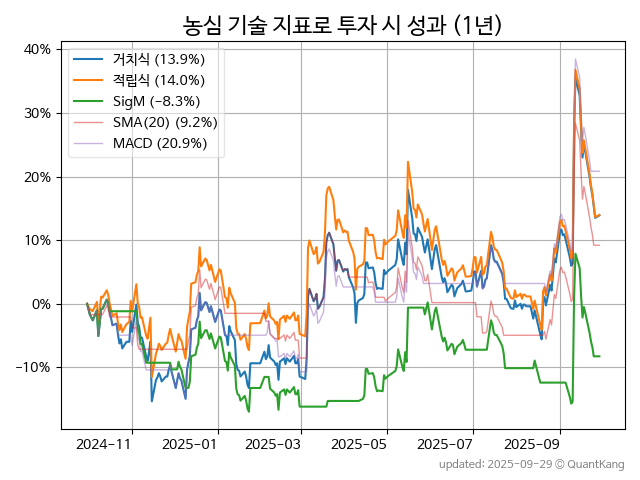 농심 기술 지표로 투자 시 성과 (1년)
40%
30%
20%
10%
0%
−10%
거치식 (13.9%)
적립식 (14.0%)
SigM (−8.3%)
SMA(20) (9.2%)
MACD (20.9%)
2024-11
2025-01
2025-03
2025-05
2025-07
2025-09
updated: 2025-09-29 © QuantKang